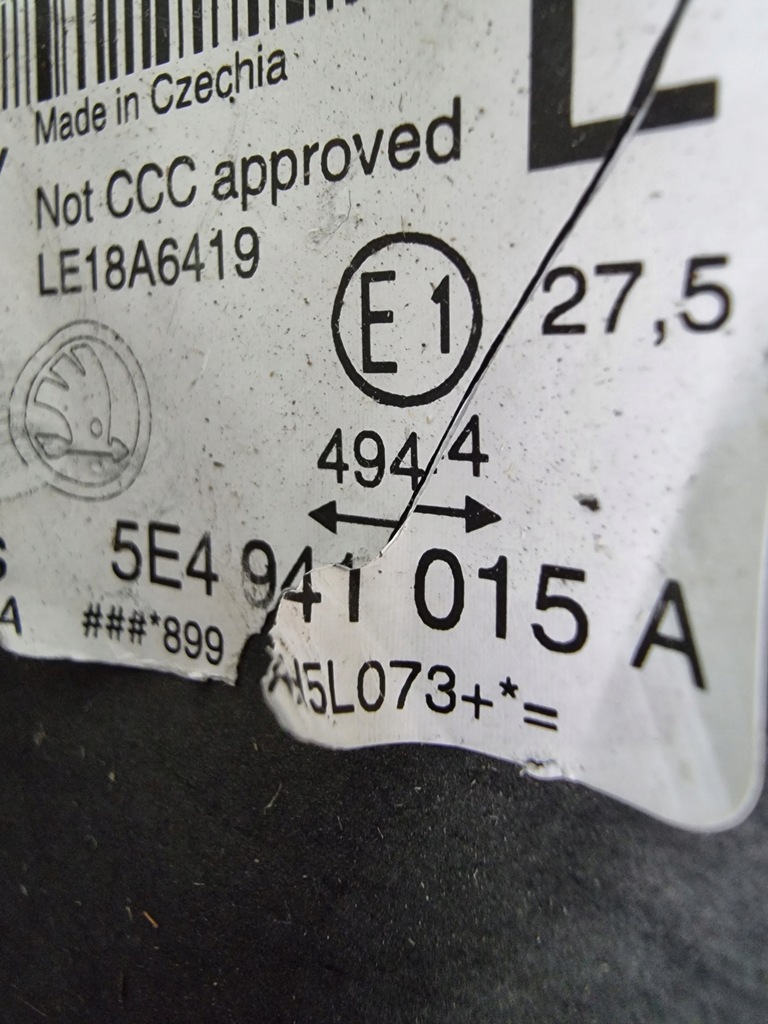 Made in Czechia
L
Not CCC approved
LE18A6419
E1
27,5
494 4
5E4 941 015 A
A
###*899
5L073+*=